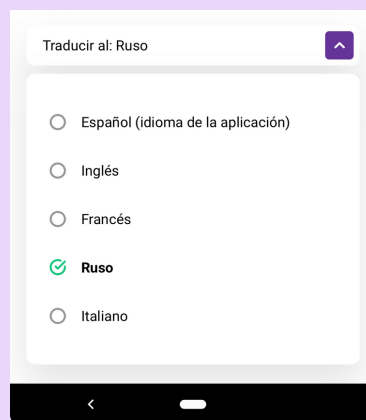 Traducir al: Ruso
Español (idioma de la aplicación)
Inglés
Francés
Ruso
Italiano